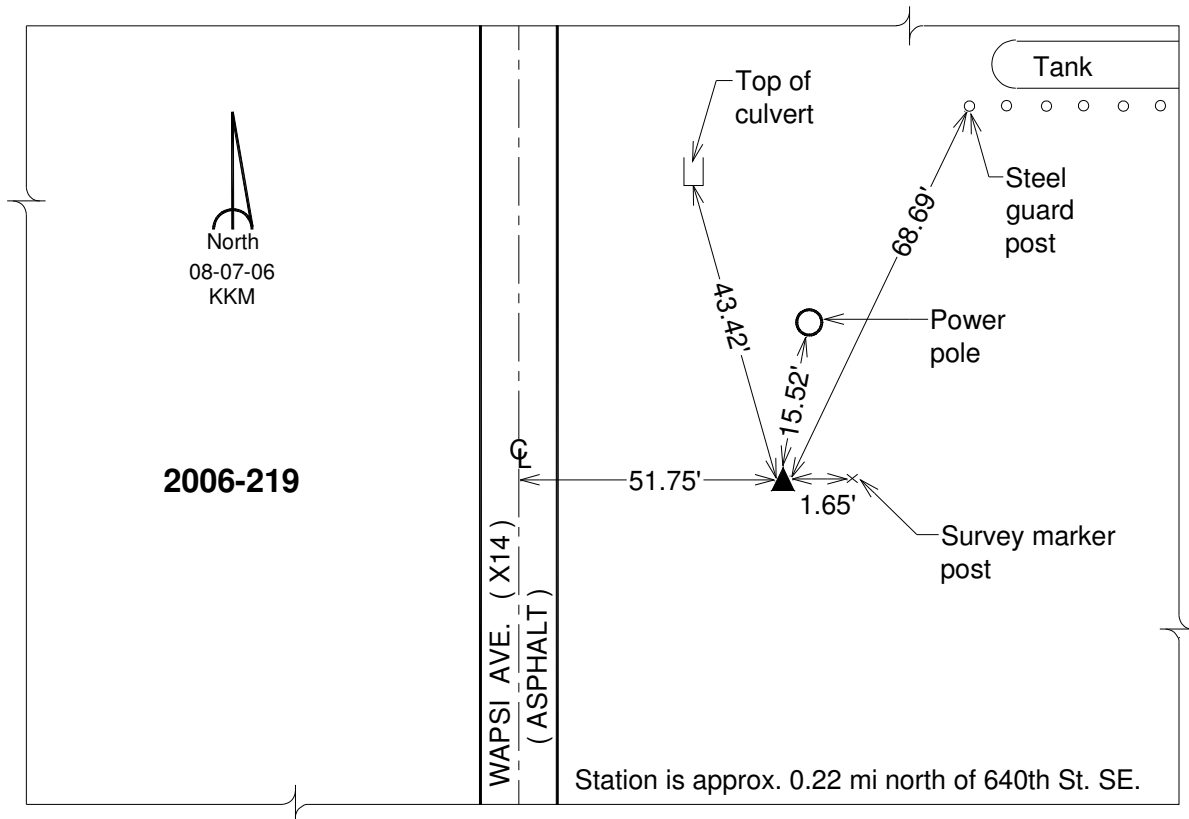 Top of
culvert
Tank
Steel
guard
post
North
08-07-06
KKM
68.69'
43.42'
Power
pole
15.52'
2006-219
℄
51.75'
1.65'
Survey marker
post
WAPSI AVE. ( X14 )
( ASPHALT )
Station is approx. 0.22 mi north of 640th St. SE.